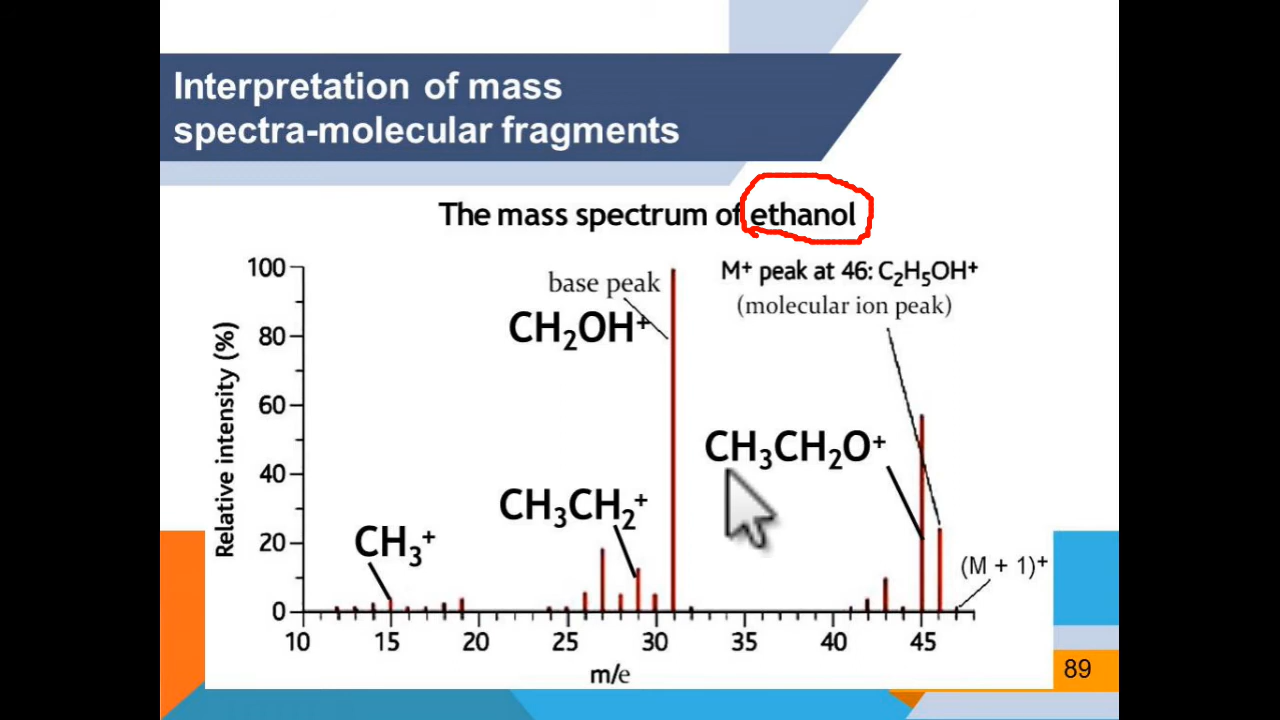 Interpretation of mass
spectra-molecular fragments
The mass spectrum of ethanol
M⁺ peak at 46: C₂H₅OH⁺
(molecular ion peak)
base peak
CH₂OH⁺
CH₃CH₂O⁺
CH₃CH₂⁺
CH₃⁺
(M + 1)⁺
Relative intensity (%)
100
80
60
40
20
0
10 15 20 25 30 35 40 45
m/e
89